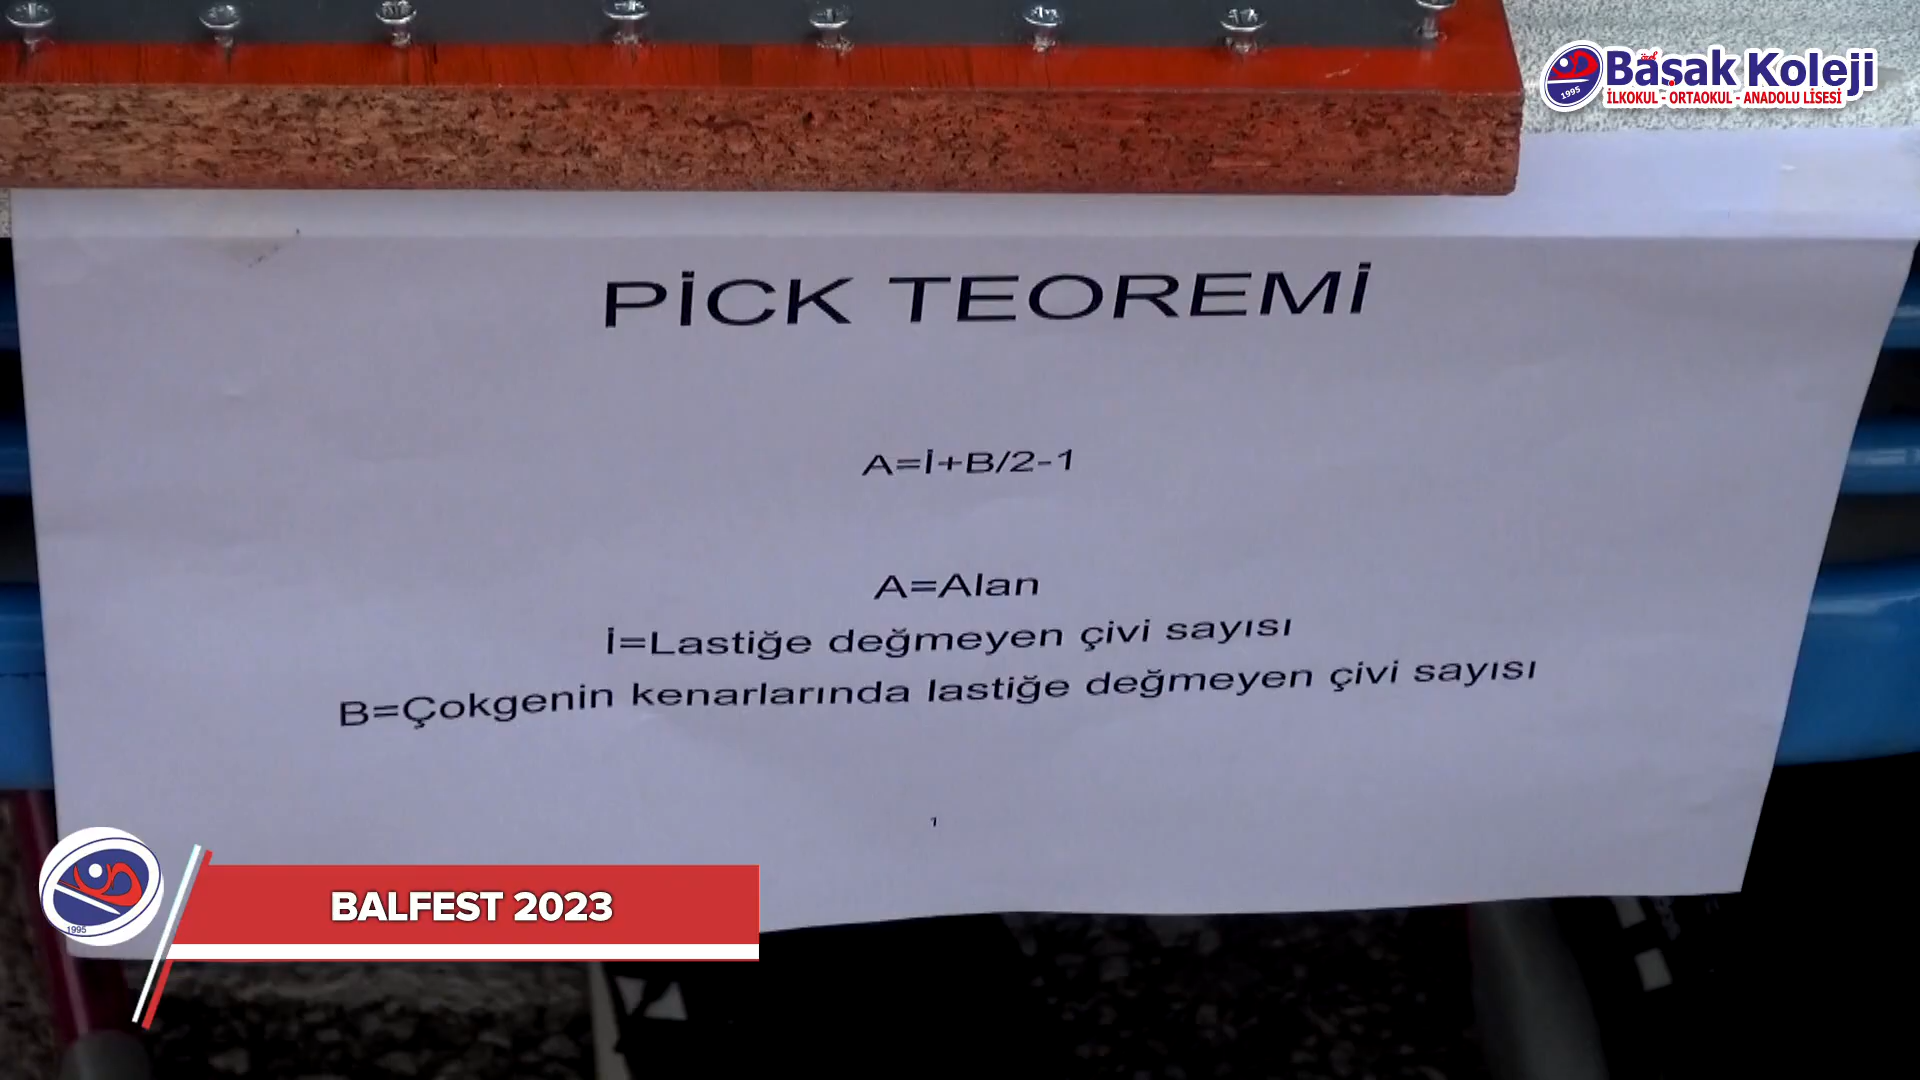 Başak Koleji
İLKOKUL - ORTAOKUL - ANADOLU LİSESİ
1995
PİCK TEOREMİ
A=İ+B/2-1
A=Alan
İ=Lastiğe değmeyen çivi sayısı
B=Çokgenin kenarlarında lastiğe değmeyen çivi sayısı
1
BALFEST 2023
1995